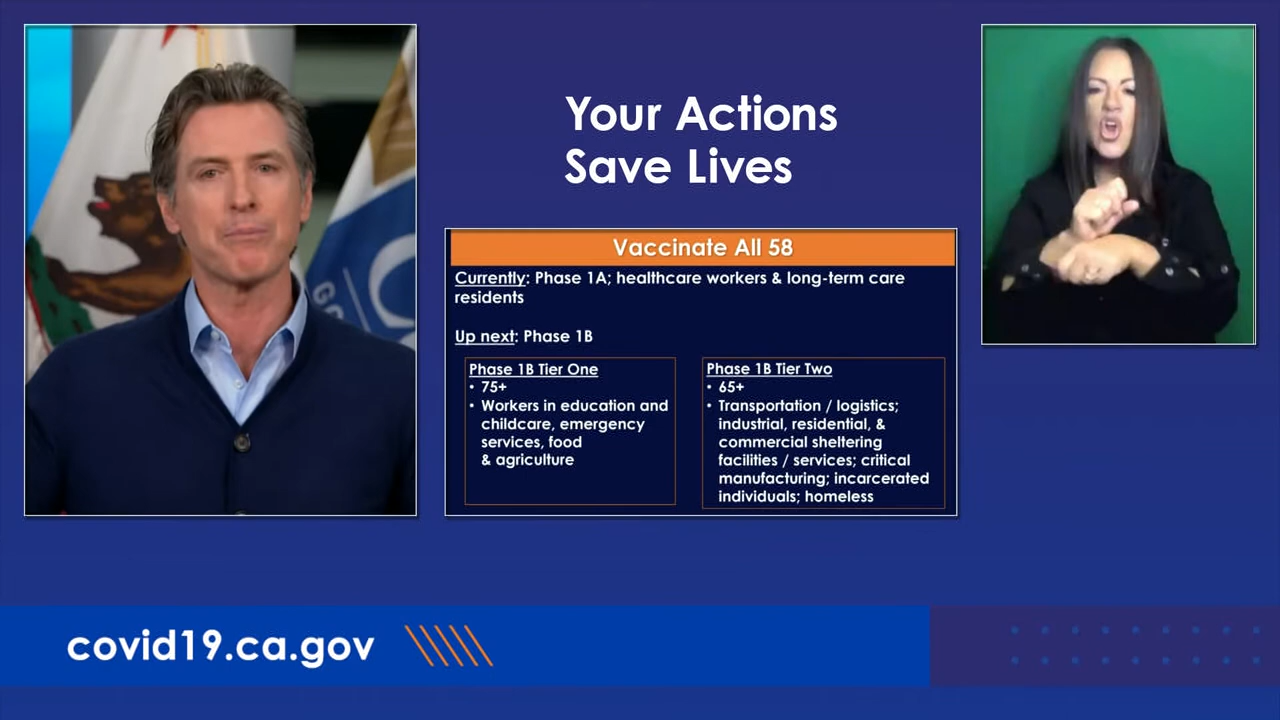 Your Actions
Save Lives
Vaccinate All 58
Currently: Phase 1A; healthcare workers & long-term care
residents
Up next: Phase 1B
Phase 1B Tier One
• 75+
• Workers in education and
childcare, emergency
services, food
& agriculture
Phase 1B Tier Two
• 65+
• Transportation / logistics;
industrial, residential, &
commercial sheltering
facilities / services; critical
manufacturing; incarcerated
individuals; homeless
covid19.ca.gov